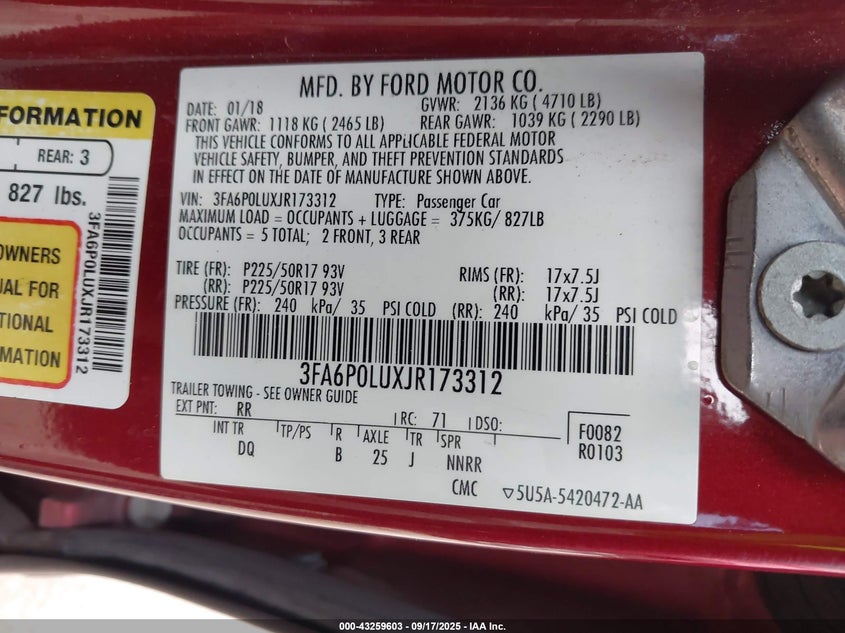 FORMATION
REAR: 3
827 lbs.
OWNERS
UAL FOR
TIONAL
RMATION
3FA6P0LUXJR173312
MFD. BY FORD MOTOR CO.
DATE: 01/18 GVWR: 2136 KG ( 4710 LB)
FRONT GAWR: 1118 KG ( 2465 LB) REAR GAWR: 1039 KG ( 2290 LB)
THIS VEHICLE CONFORMS TO ALL APPLICABLE FEDERAL MOTOR
VEHICLE SAFETY, BUMPER, AND THEFT PREVENTION STANDARDS
IN EFFECT ON THE DATE OF MANUFACTURE SHOWN ABOVE.
VIN: 3FA6P0LUXJR173312 TYPE: Passenger Car
MAXIMUM LOAD = OCCUPANTS + LUGGAGE = 375KG/ 827LB
OCCUPANTS = 5 TOTAL; 2 FRONT, 3 REAR
TIRE (FR): P225/50R17 93V RIMS (FR): 17x7.5J
(RR): P225/50R17 93V (RR): 17x7.5J
PRESSURE (FR): 240 kPa/ 35 PSI COLD (RR): 240 kPa/ 35 PSI COLD
3FA6P0LUXJR173312
TRAILER TOWING - SEE OWNER GUIDE
EXT PNT: RR RC: 71 DSO: F0082
INT TR TP/PS R AXLE TR SPR R0103
DQ B 25 J NNRR
CMC ▽5U5A-5420472-AA
000-43259603 - 09/17/2025 - IAA Inc.